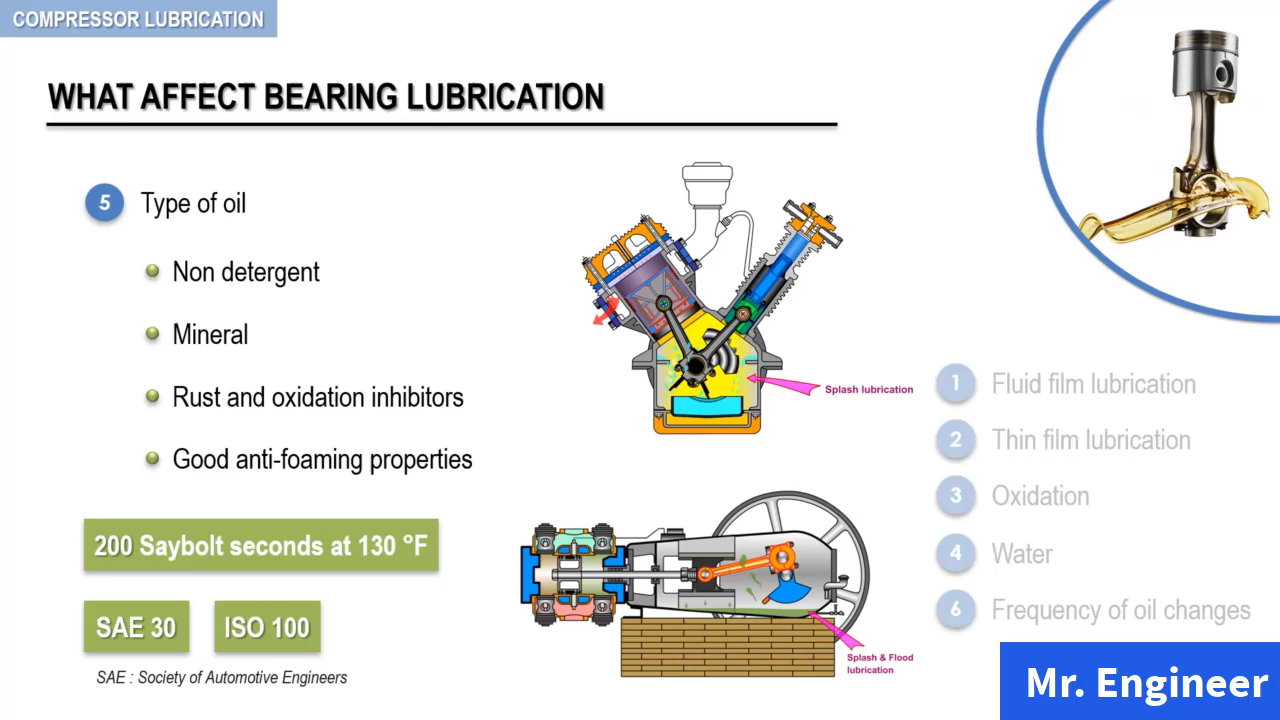 COMPRESSOR LUBRICATION
WHAT AFFECT BEARING LUBRICATION
5 Type of oil
Non detergent
Mineral
Rust and oxidation inhibitors
Good anti-foaming properties
200 Saybolt seconds at 130 °F
SAE 30
ISO 100
SAE : Society of Automotive Engineers
Splash lubrication
Splash & Flood
lubrication
1 Fluid film lubrication
2 Thin film lubrication
3 Oxidation
4 Water
6 Frequency of oil changes
Mr. Engineer